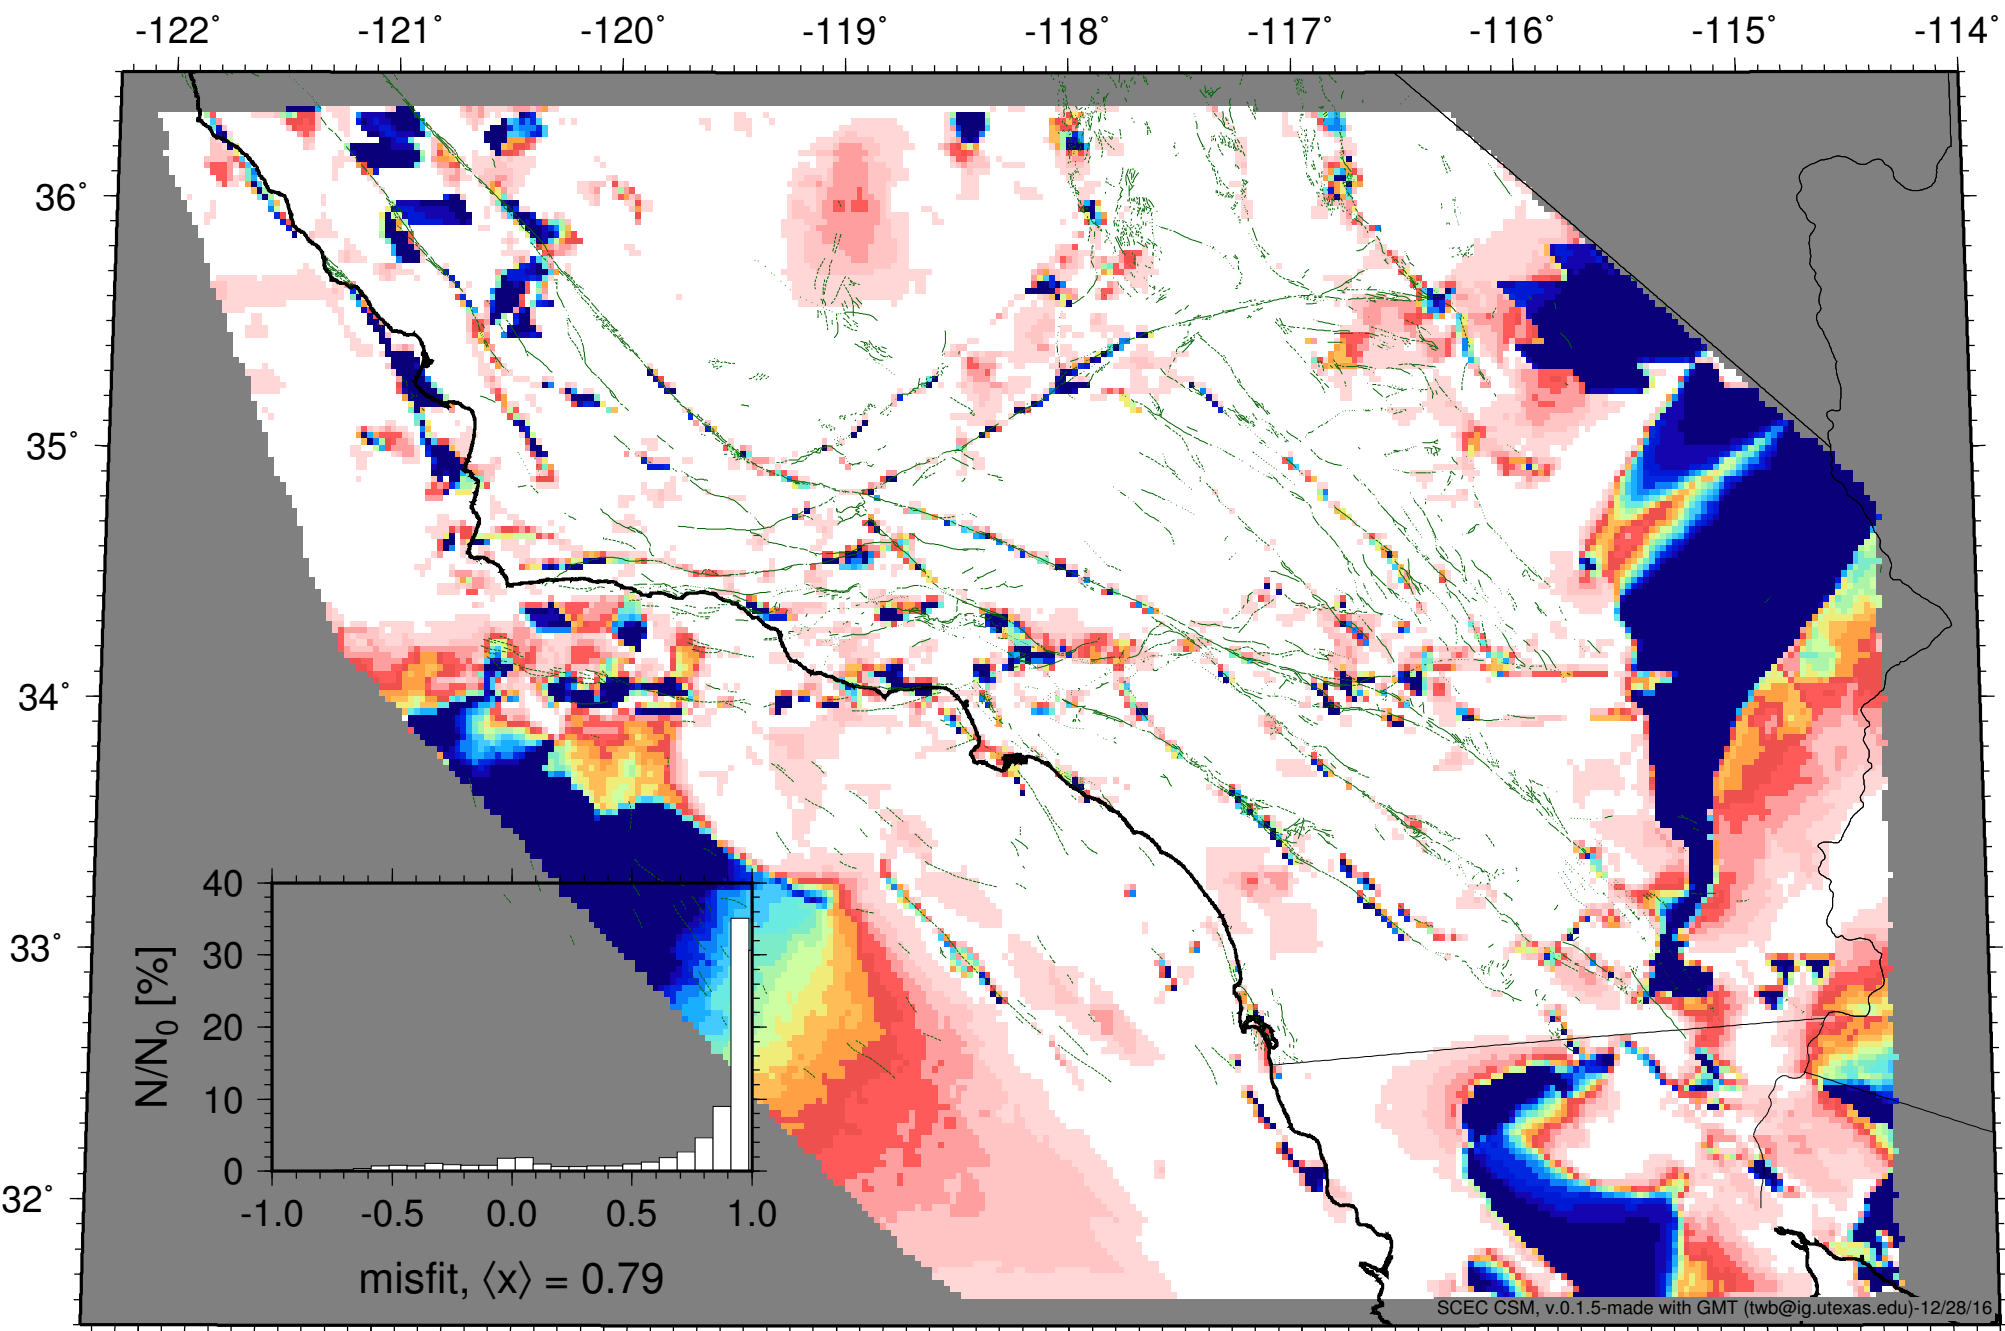 -122˚ -121˚ -120˚ -119˚ -118˚ -117˚ -116˚ -115˚ -114˚
36˚
35˚
34˚
33˚
32˚
40
30
20
10
0
N/N0 [%]
-1.0 -0.5 0.0 0.5 1.0
misfit, ⟨x⟩ = 0.79
SCEC CSM, v.0.1.5-made with GMT (twb@ig.utexas.edu)-12/28/16